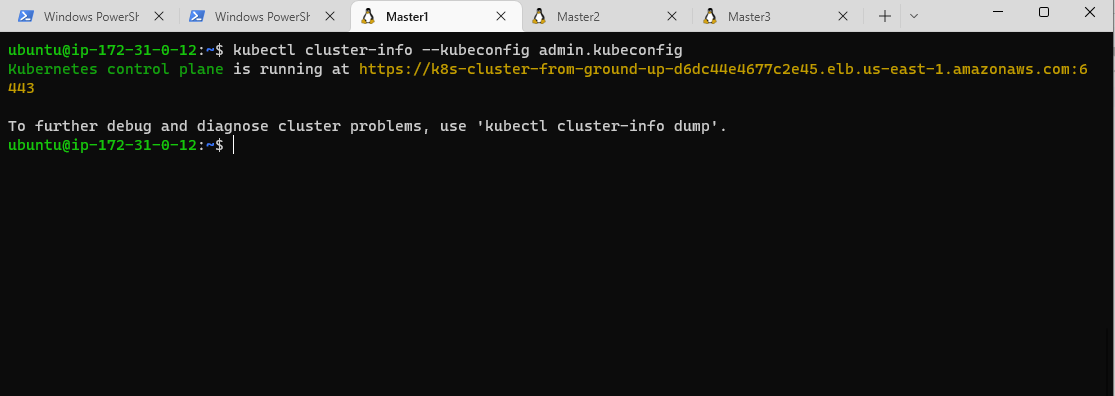 Windows PowerSh
Windows PowerSh
Master1
Master2
Master3
ubuntu@ip-172-31-0-12:~$ kubectl cluster-info --kubeconfig admin.kubeconfig
Kubernetes control plane is running at https://k8s-cluster-from-ground-up-d6dc44e4677c2e45.elb.us-east-1.amazonaws.com:6
443
To further debug and diagnose cluster problems, use 'kubectl cluster-info dump'.
ubuntu@ip-172-31-0-12:~$